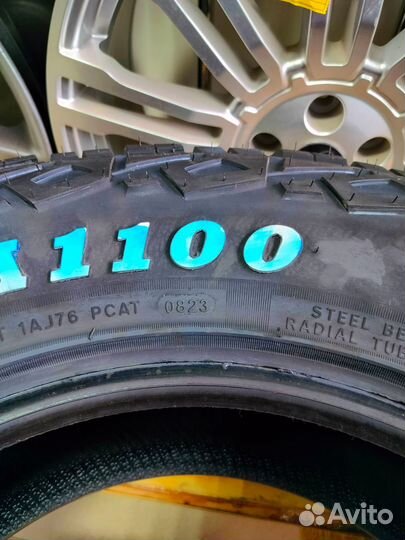 1100
T 1AJ76 PCAT 0823
STEEL BE
RADIAL TUB
Avito